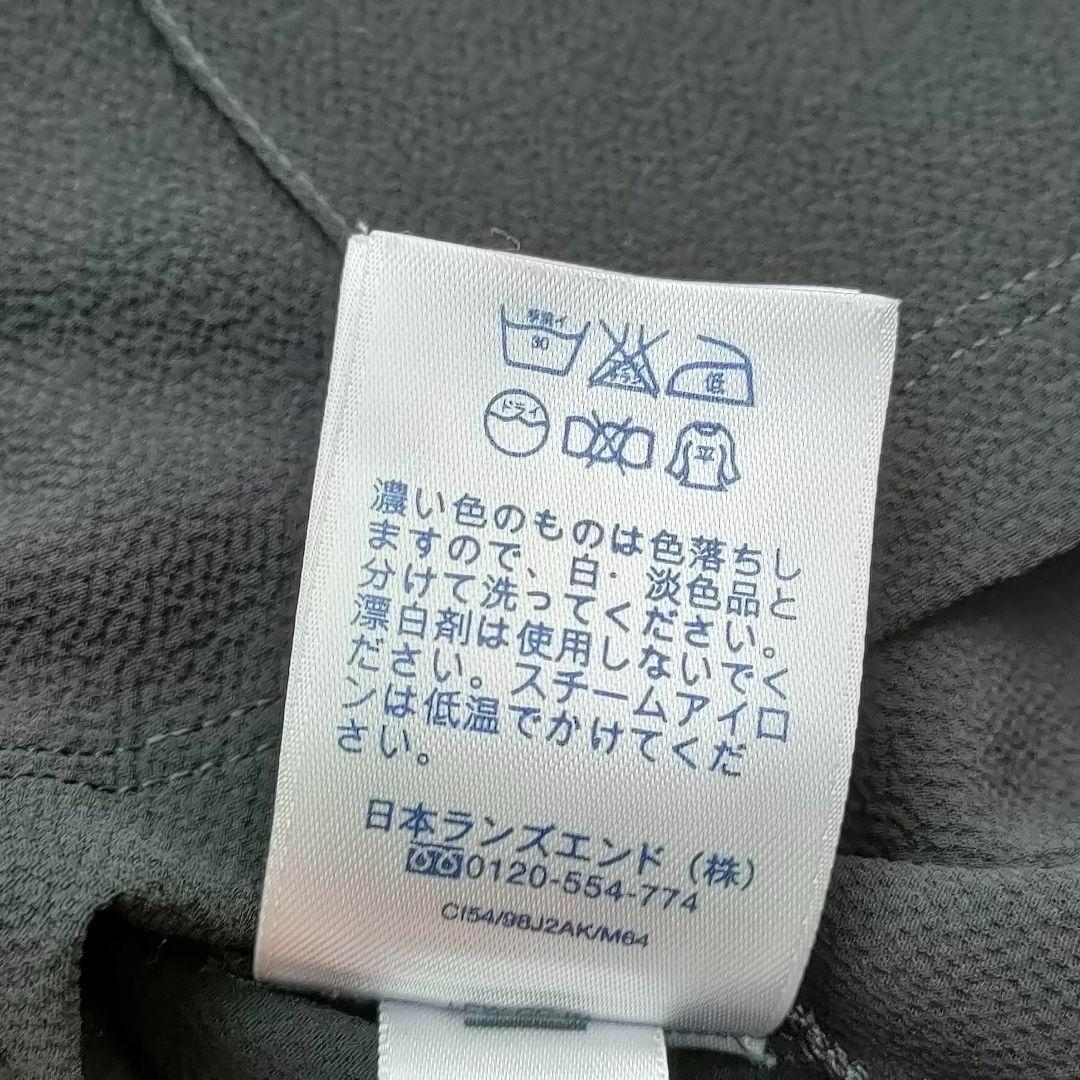 30
低
ドライ
平
濃い色のものは色落ちし
ますので、白・淡色品と
分けて洗ってください。
漂白剤は使用しないでく
ださい。スチームアイロ
ンは低温でかけてくだ
さい。
日本ランズエンド（株）
0120-554-774
CI54/98J2AK/M64